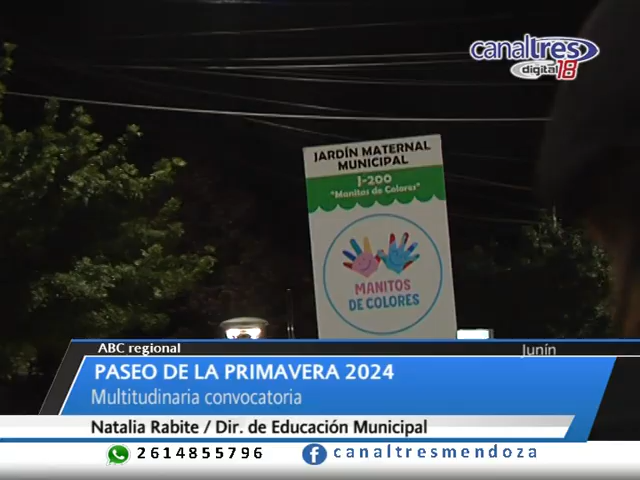 canaltres
digital 18
JARDÍN MATERNAL
MUNICIPAL
J-200
"Manitos de Colores"
MANITOS
DE COLORES
ABC regional
Junín
PASEO DE LA PRIMAVERA 2024
Multitudinaria convocatoria
Natalia Rabite / Dir. de Educación Municipal
2614855796
canaltresmendoza